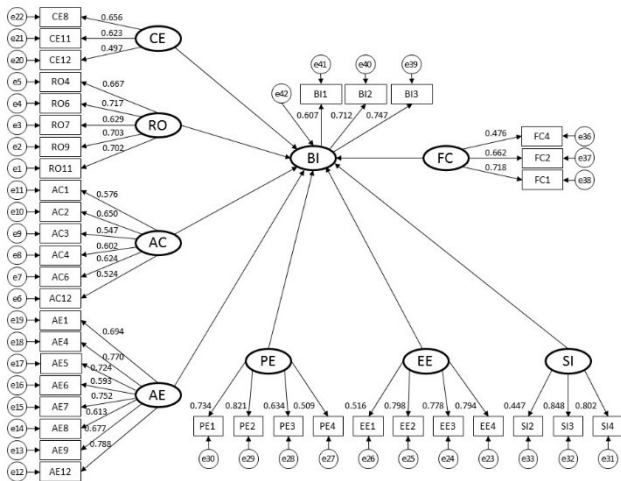 e22 CE8 0.656
e21 CE11 0.623 CE
e20 CE12 0.497
e5 RO4 0.667
e4 RO6 0.717
e3 RO7 0.629 RO
e2 RO9 0.703
e1 RO11 0.702
e11 AC1 0.576
e10 AC2 0.650
e9 AC3 0.547 AC
e8 AC4 0.602
e7 AC6 0.624
e6 AC12 0.524
e19 AE1 0.694
e18 AE4 0.770
e17 AE5 0.724
e16 AE6 0.593 AE
e15 AE7 0.752
e14 AE8 0.613
e13 AE9 0.677
e12 AE12 0.788
e41 e40 e39
e42 BI1 BI2 BI3
0.607 0.712 0.747
BI
FC
0.476 FC4 e36
0.662 FC2 e37
0.718 FC1 e38
PE EE SI
0.734 0.821 0.634 0.509 0.516 0.798 0.778 0.794 0.447 0.848 0.802
PE1 PE2 PE3 PE4 EE1 EE2 EE3 EE4 SI2 SI3 SI4
e30 e29 e28 e27 e26 e25 e24 e23 e33 e32 e31